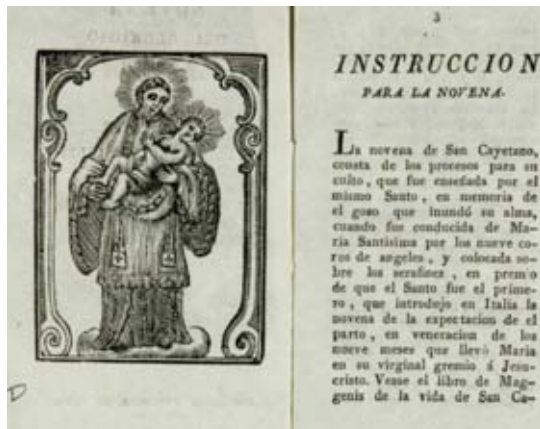 3
INSTRUCCION
PARA LA NOVENA.
La novena de San Cayetano,
consta de los procesos para su
culto, que fue enseñada por el
mismo Santo, en memoria de
el goso que inundó su alma,
cuando fue conducida de Ma-
ria Santisima por los nueve co-
ros de angeles, y colocada so-
bre los serafines, en premio
de que el Santo fue el prime-
ro, que introdujo en Italia la
novena de la expectacion de el
parto, en veneracion de los
nueve meses que llevó Maria
en su virginal gremio á Jesu-
cristo. Vease el libro de Mag-
genis de la vida de San Ca-
D